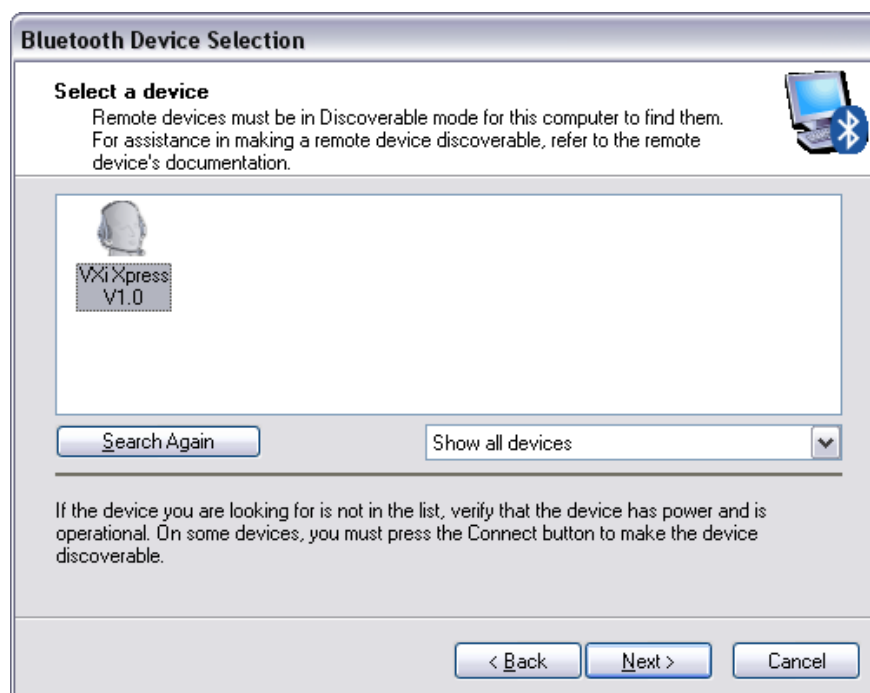 Bluetooth Device Selection
Select a device
Remote devices must be in Discoverable mode for this computer to find them.
For assistance in making a remote device discoverable, refer to the remote
device's documentation.
VXi Xpress
V1.0
Search Again
Show all devices
If the device you are looking for is not in the list, verify that the device has power and is
operational. On some devices, you must press the Connect button to make the device
discoverable.
< Back
Next >
Cancel